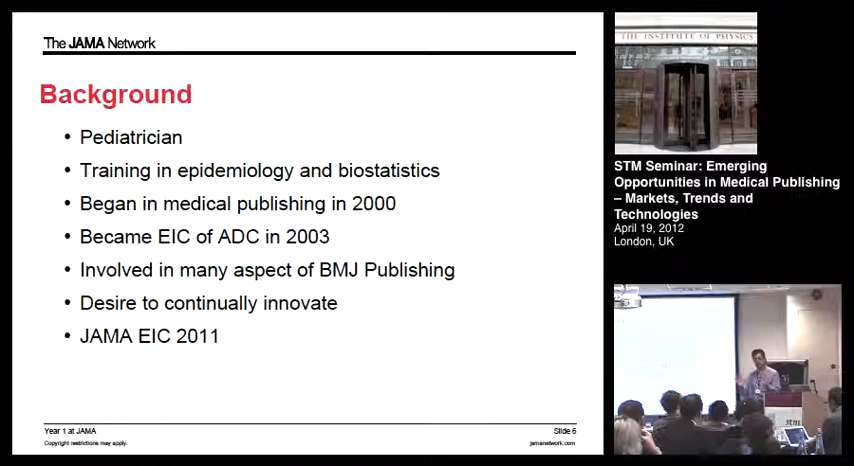 The JAMA Network
Background
• Pediatrician
• Training in epidemiology and biostatistics
• Began in medical publishing in 2000
• Became EIC of ADC in 2003
• Involved in many aspect of BMJ Publishing
• Desire to continually innovate
• JAMA EIC 2011
Year 1 at JAMA
Slide 6
Copyright restrictions may apply.
jamanetwork.com
THE INSTITUTE OF PHYSICS
STM Seminar: Emerging
Opportunities in Medical Publishing
– Markets, Trends and
Technologies
April 19, 2012
London, UK
stm